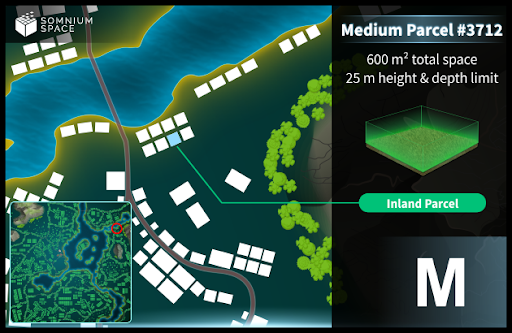 SOMNIUM
SPACE
Medium Parcel #3712
600 m² total space
25 m height & depth limit
Inland Parcel
M